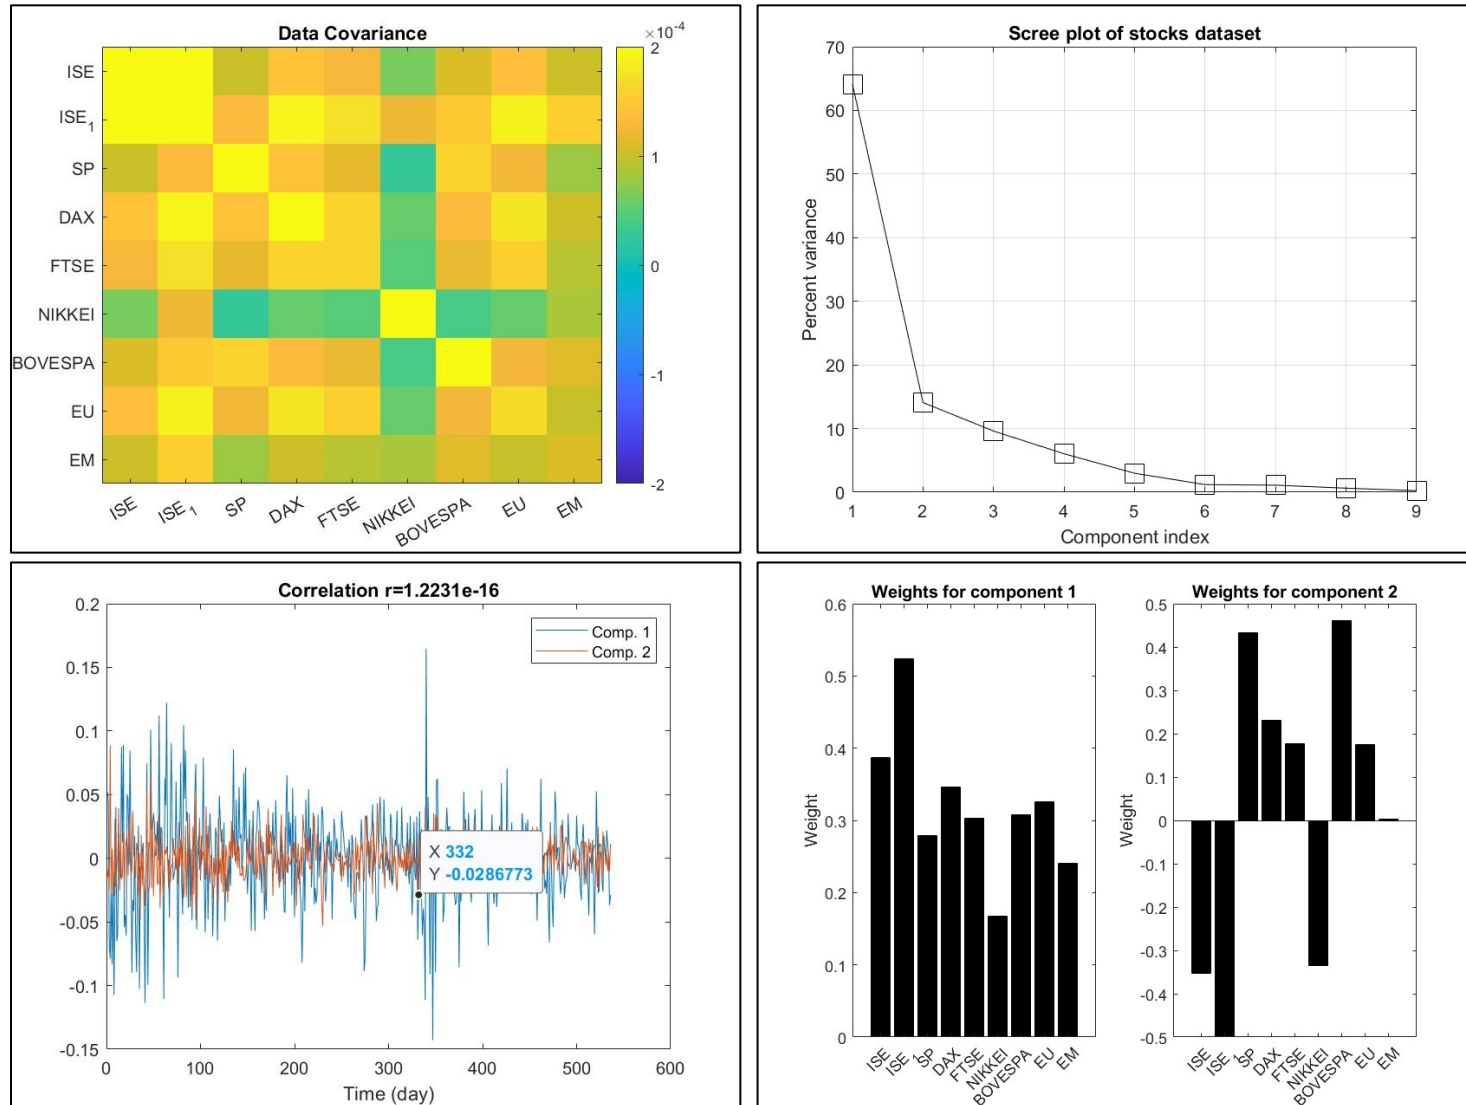 Data Covariance
×10⁻⁴
ISE
ISE₁
SP
DAX
FTSE
NIKKEI
BOVESPA
EU
EM
2
1
0
-1
-2
ISE
ISE₁
SP
DAX
FTSE
NIKKEI
BOVESPA
EU
EM
Scree plot of stocks dataset
Percent variance
70
60
50
40
30
20
10
0
1 2 3 4 5 6 7 8 9
Component index
Correlation r=1.2231e-16
Comp. 1
Comp. 2
0.2
0.15
0.1
0.05
0
-0.05
-0.1
-0.15
X 332
Y -0.0286773
0 100 200 300 400 500 600
Time (day)
Weights for component 1
Weight
0.6
0.5
0.4
0.3
0.2
0.1
0
ISE
ISE₁
SP
DAX
FTSE
NIKKEI
BOVESPA
EU
EM
Weights for component 2
Weight
0.5
0.4
0.3
0.2
0.1
0
-0.1
-0.2
-0.3
-0.4
-0.5
ISE
ISE₁
SP
DAX
FTSE
NIKKEI
BOVESPA
EU
EM